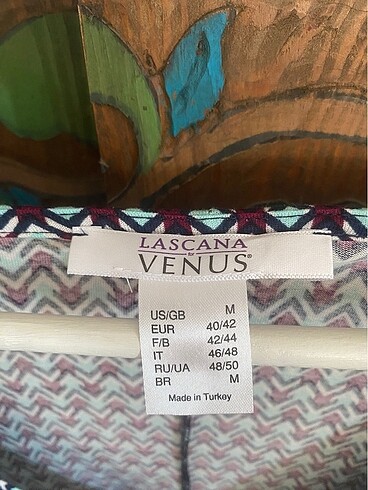 LASCANA
for
VENUS®
US/GB M
EUR 40/42
F/B 42/44
IT 46/48
RU/UA 48/50
BR M
Made in Turkey